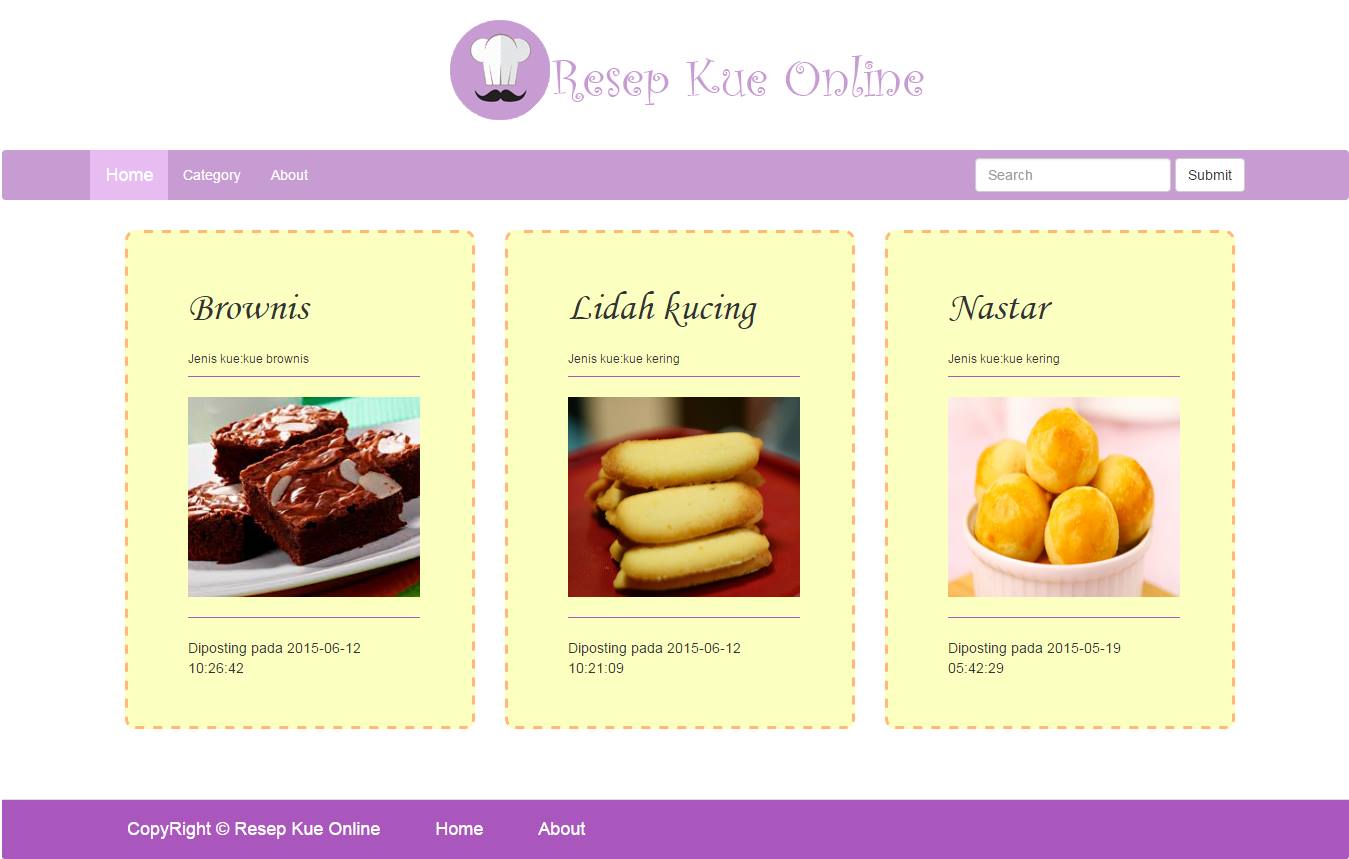 Resep Kue Online
Home Category About Search Submit
Brownis
Jenis kue:kue brownis
Diposting pada 2015-06-12
10:26:42
Lidah kucing
Jenis kue:kue kering
Diposting pada 2015-06-12
10:21:09
Nastar
Jenis kue:kue kering
Diposting pada 2015-05-19
05:42:29
CopyRight © Resep Kue Online Home About